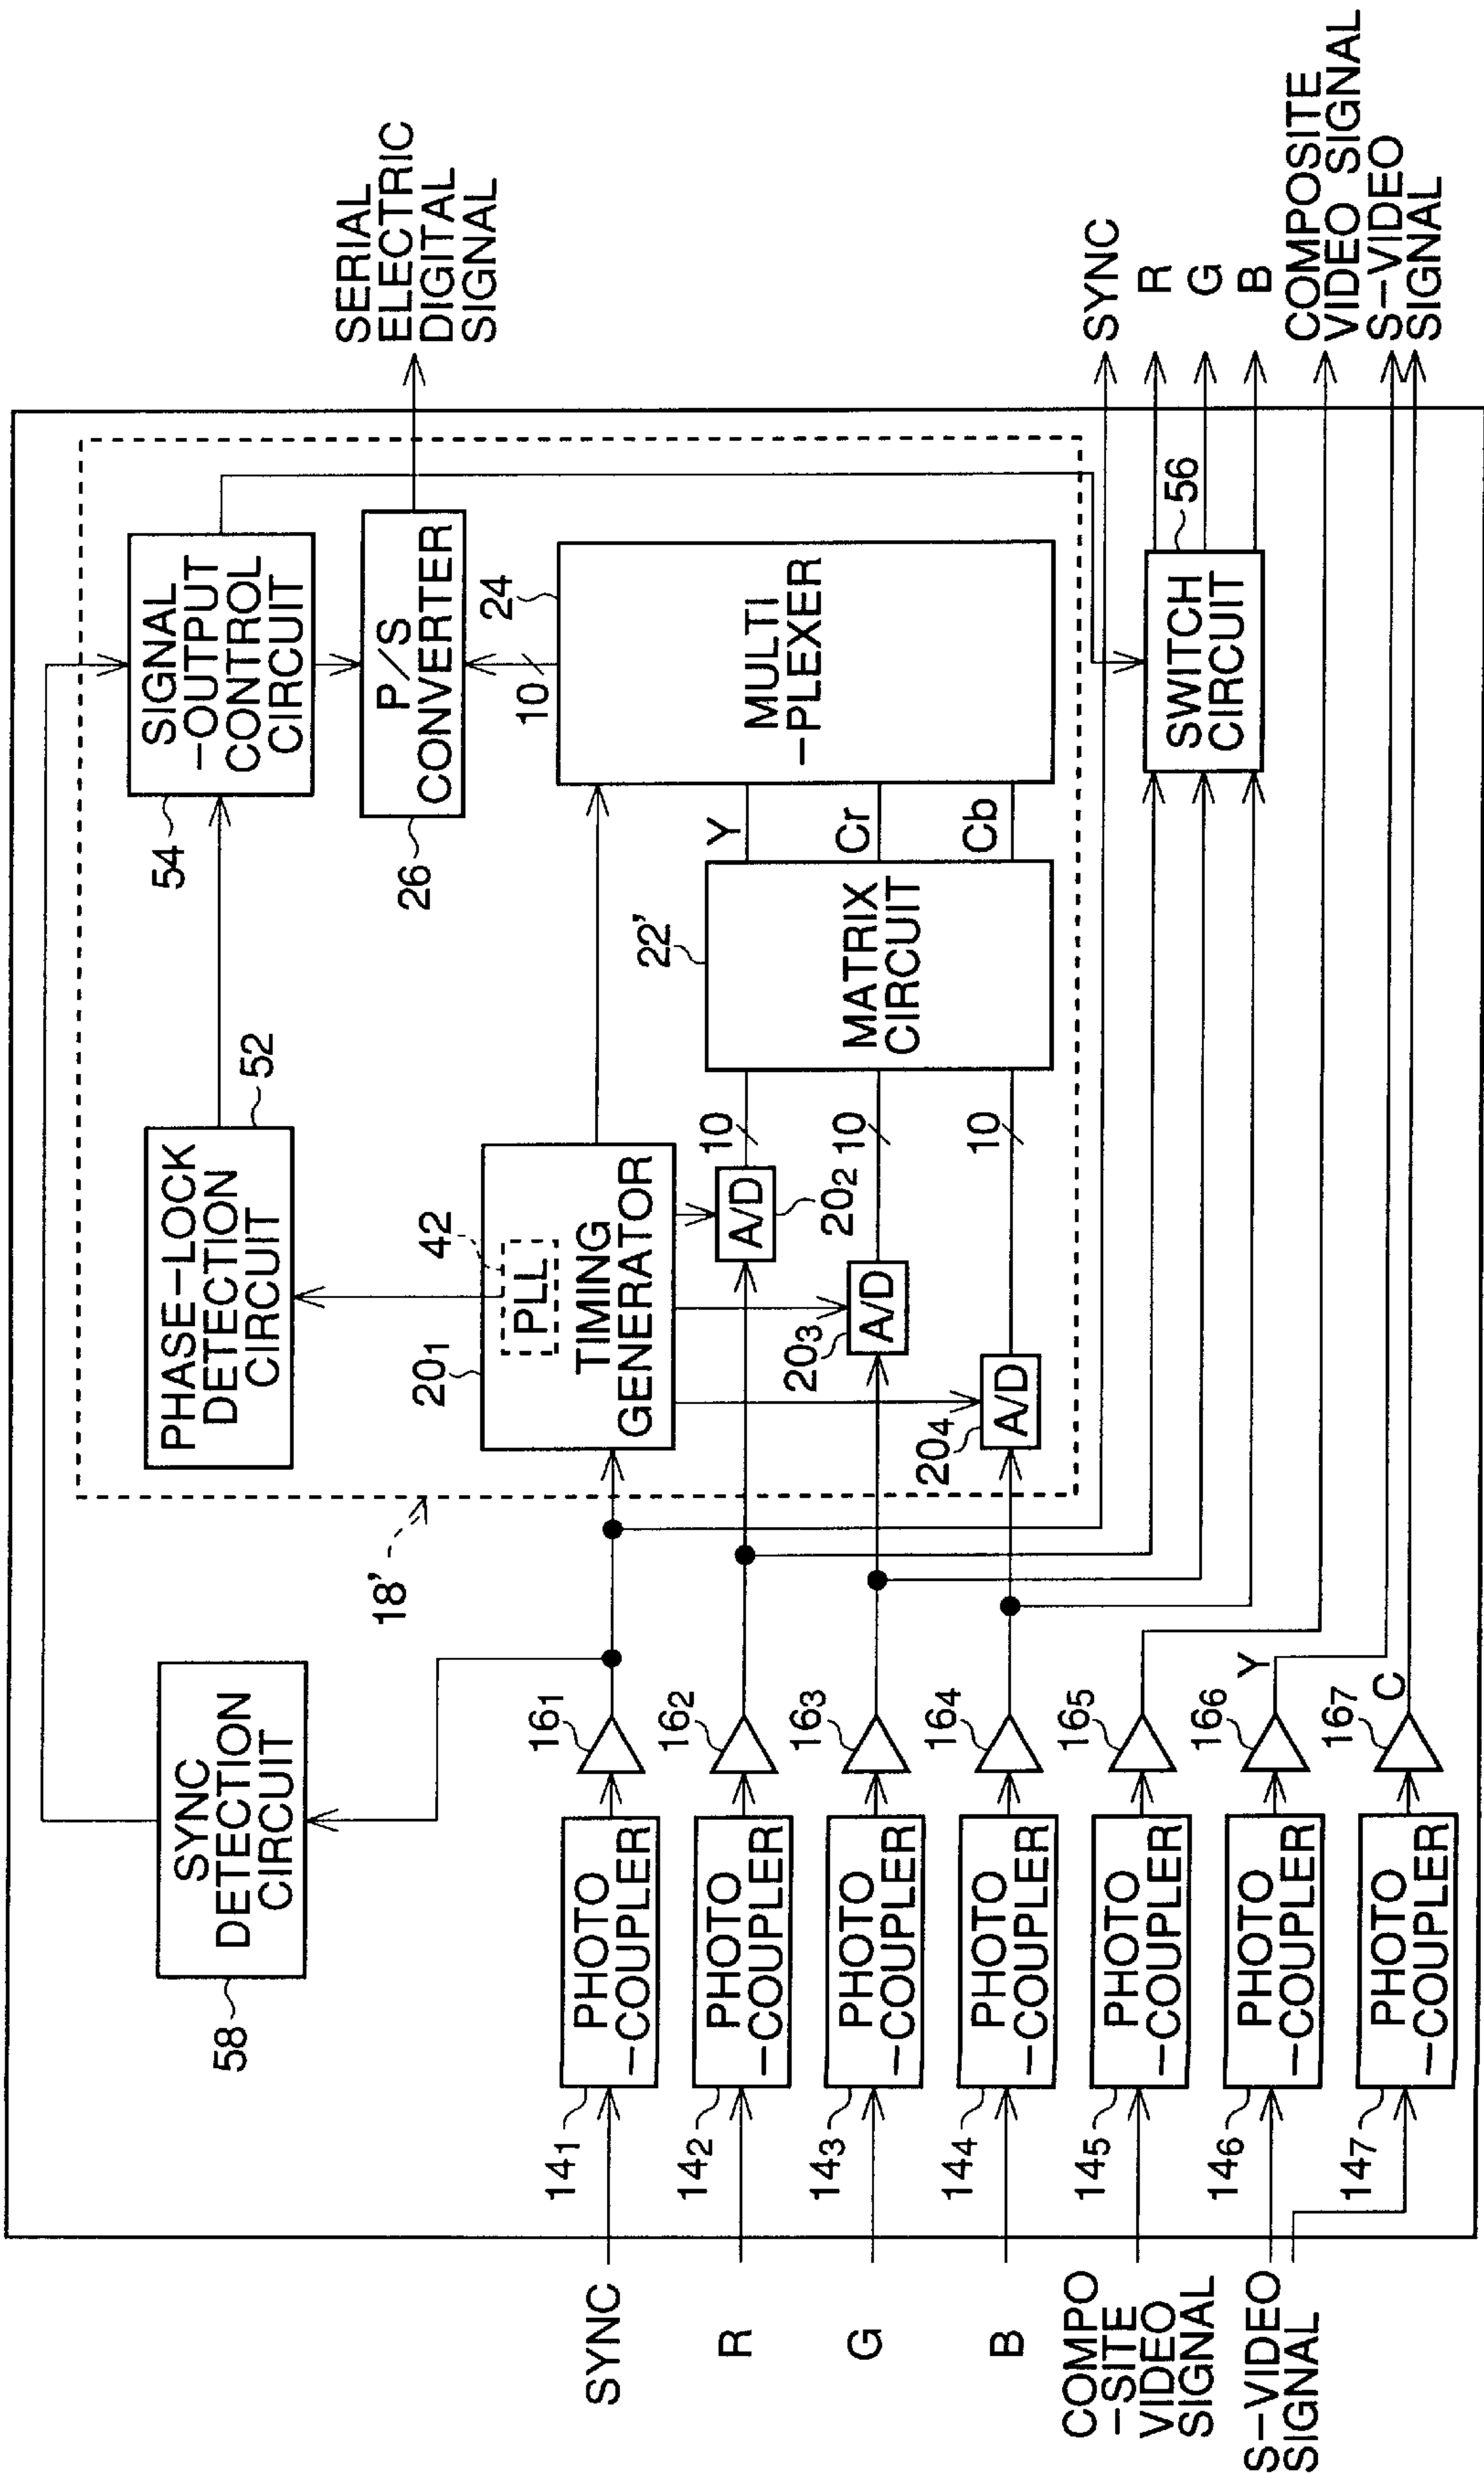 SYNC
DETECTION
CIRCUIT
58
PHASE-LOCK
DETECTION
CIRCUIT
52
SIGNAL
-OUTPUT
CONTROL
CIRCUIT
54
SERIAL
ELECTRIC
DIGITAL
SIGNAL
P/S
CONVERTER
26
18'
20₁
42
PLL
TIMING
GENERATOR
10
24
MULTI
-PLEXER
SYNC
14₁
PHOTO
-COUPLER
16₁
R
14₂
PHOTO
-COUPLER
16₂
A/D
20₂
10
22'
MATRIX
CIRCUIT
Y
G
14₃
PHOTO
-COUPLER
16₃
20₃
A/D
10
Cr
B
14₄
PHOTO
-COUPLER
16₄
20₄
A/D
10
Cb
SYNC
R
G
B
56
SWITCH
CIRCUIT
COMPO
-SITE
VIDEO
SIGNAL
14₅
PHOTO
-COUPLER
16₅
COMPOSITE
VIDEO SIGNAL
S-VIDEO
SIGNAL
14₆
PHOTO
-COUPLER
16₆
Y
S-VIDEO
SIGNAL
14₇
PHOTO
-COUPLER
16₇
C